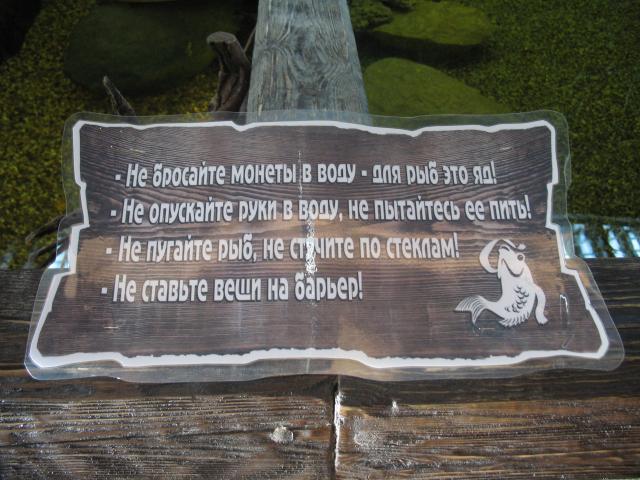 - Не бросайте монеты в воду - для рыб это яд!
- Не опускайте руки в воду, не пытайтесь ее пить!
- Не пугайте рыб, не стучите по стеклам!
- Не ставьте вещи на барьер!